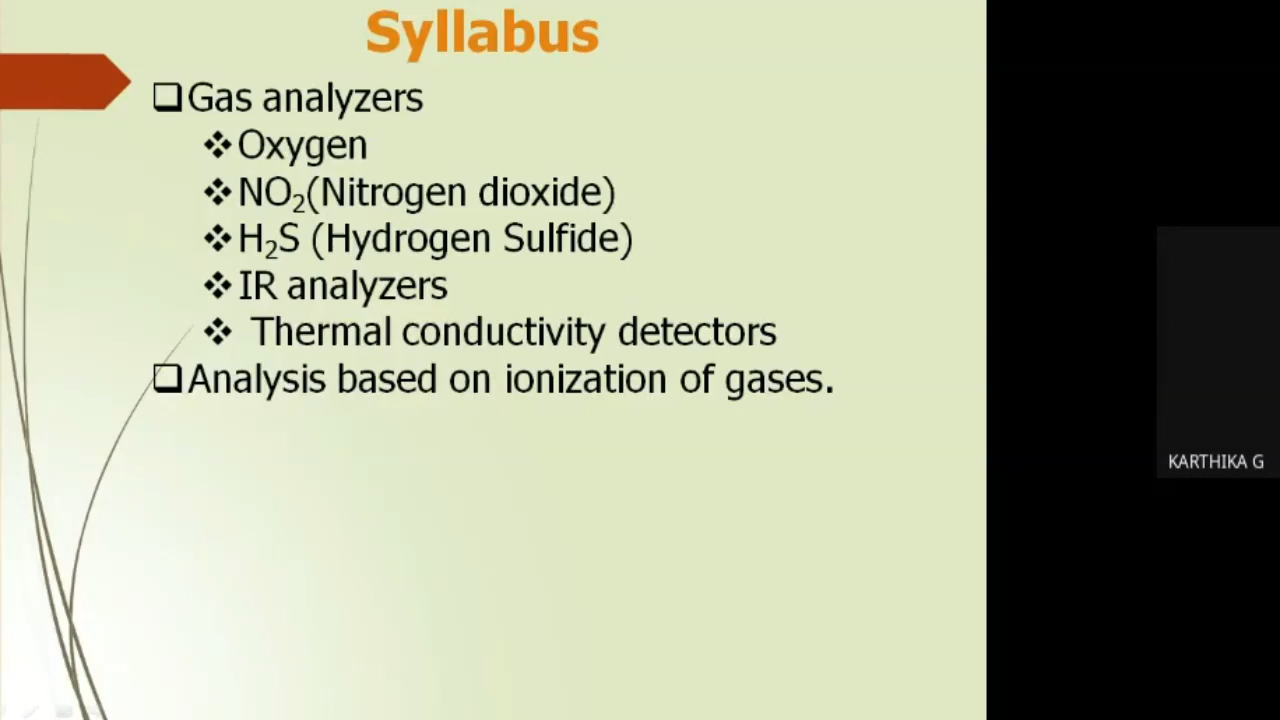 Syllabus
❑Gas analyzers
❖Oxygen
❖NO₂(Nitrogen dioxide)
❖H₂S (Hydrogen Sulfide)
❖IR analyzers
❖ Thermal conductivity detectors
❑Analysis based on ionization of gases.
KARTHIKA G